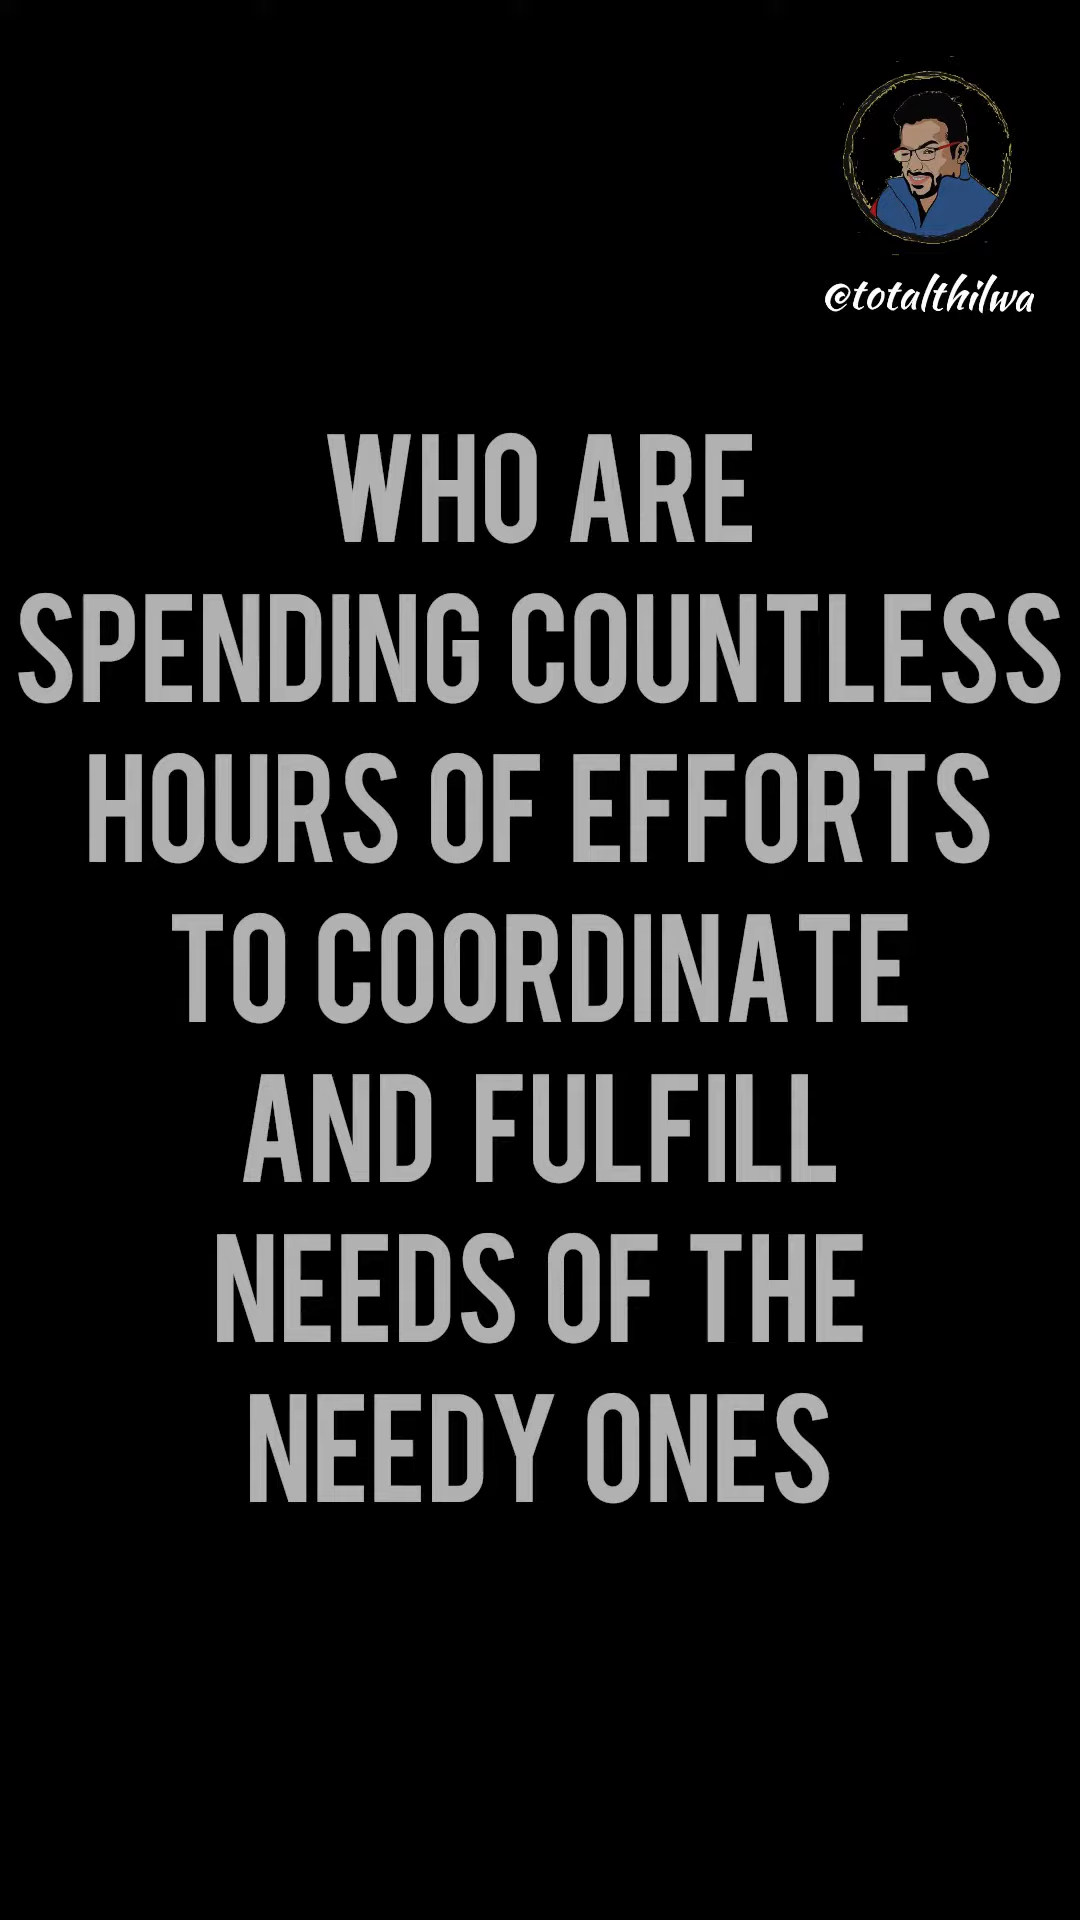 @totalthilwa
WHO ARE
SPENDING COUNTLESS
HOURS OF EFFORTS
TO COORDINATE
AND FULFILL
NEEDS OF THE
NEEDY ONES